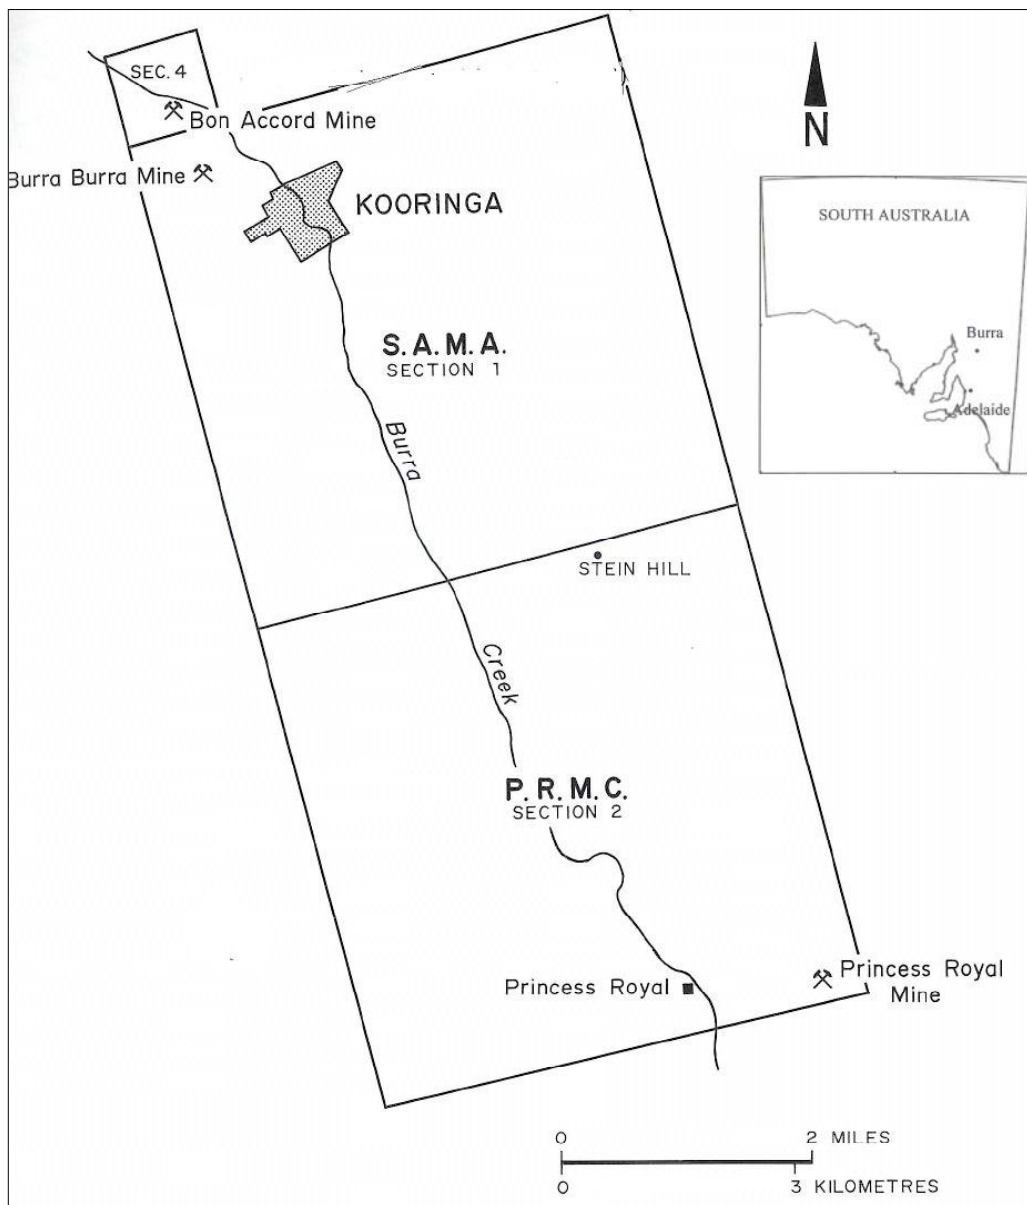 SEC. 4
Bon Accord Mine
Burra Burra Mine
KOORINGA
N
SOUTH AUSTRALIA
Burra
Adelaide
S.A.M.A.
SECTION 1
Burra
STEIN HILL
Creek
P.R.M.C.
SECTION 2
Princess Royal
Princess Royal
Mine
0 2 MILES
0 3 KILOMETRES